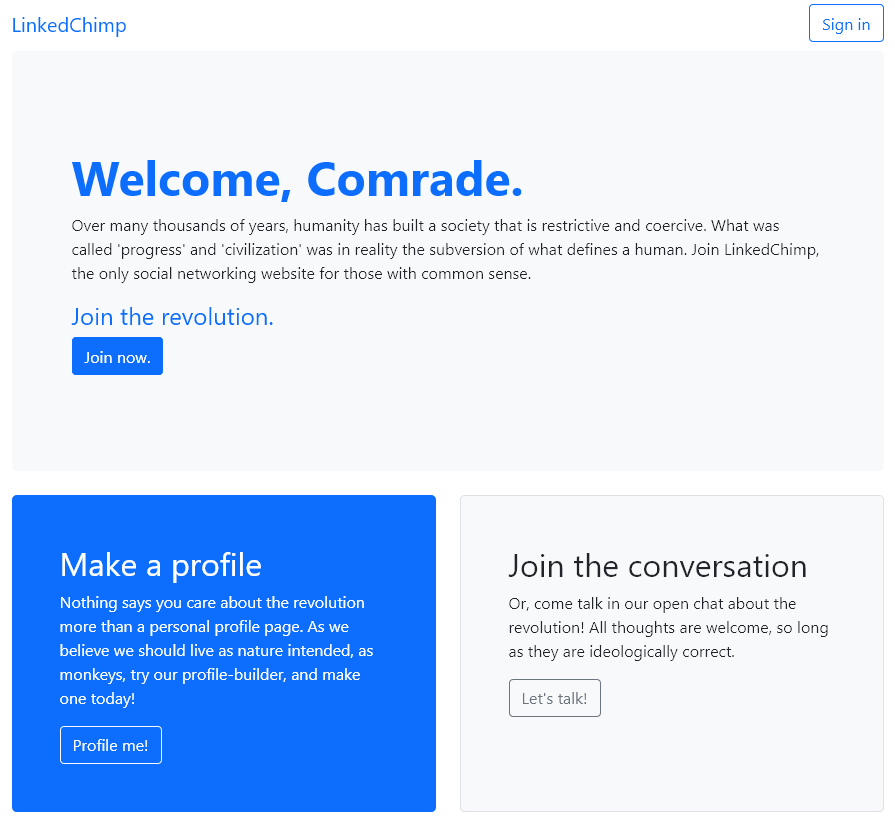 LinkedChimp
Sign in
Welcome, Comrade.
Over many thousands of years, humanity has built a society that is restrictive and coercive. What was
called 'progress' and 'civilization' was in reality the subversion of what defines a human. Join LinkedChimp,
the only social networking website for those with common sense.
Join the revolution.
Join now.
Make a profile
Nothing says you care about the revolution
more than a personal profile page. As we
believe we should live as nature intended, as
monkeys, try our profile-builder, and make
one today!
Profile me!
Join the conversation
Or, come talk in our open chat about the
revolution! All thoughts are welcome, so long
as they are ideologically correct.
Let's talk!